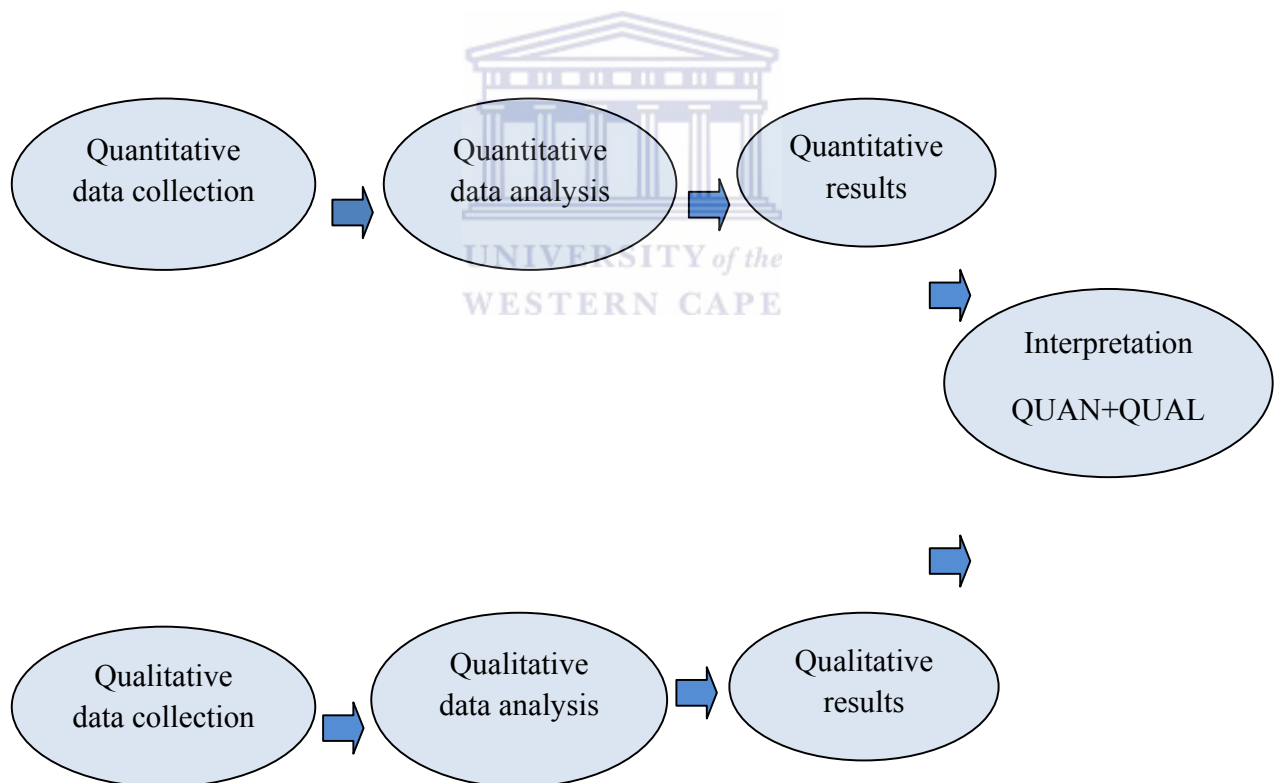 Quantitative
data collection
Quantitative
data analysis
Quantitative
results
UNIVERSITY of the
WESTERN CAPE
Interpretation
QUAN+QUAL
Qualitative
data collection
Qualitative
data analysis
Qualitative
results